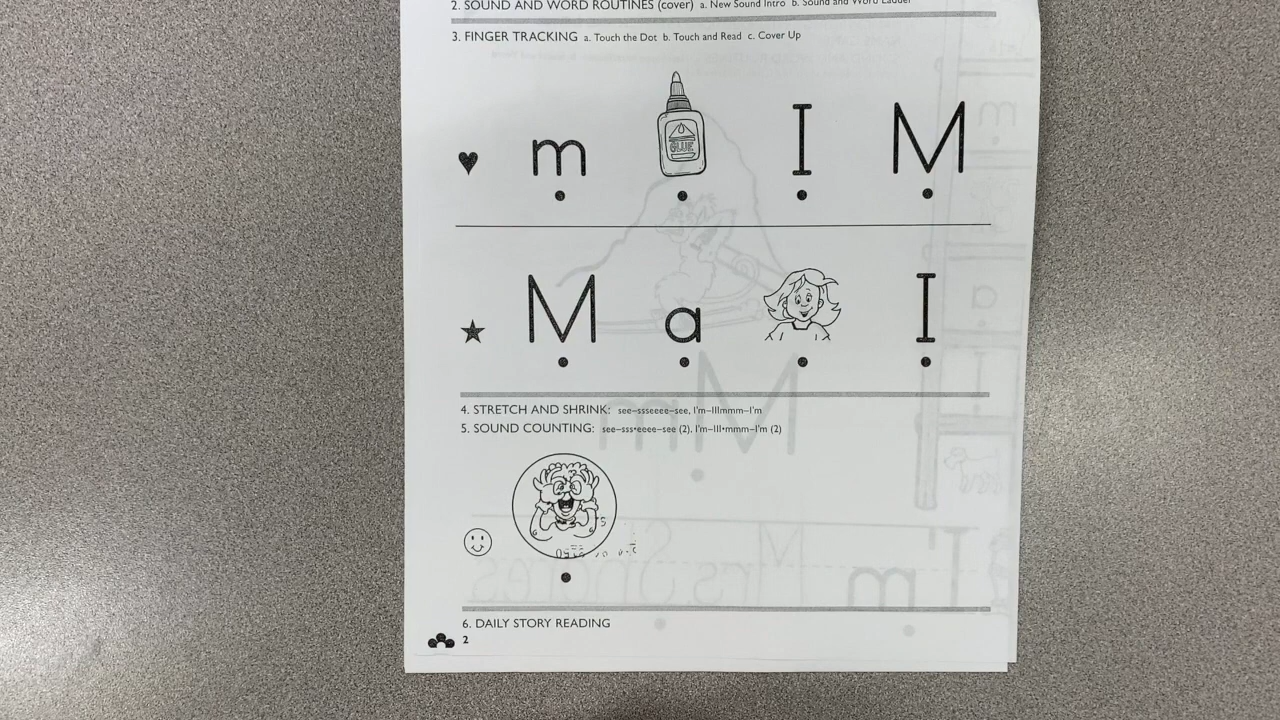 2. SOUND AND WORD ROUTINES (cover) a. New Sound Intro b. Sound and Word Ladder
3. FINGER TRACKING a. Touch the Dot b. Touch and Read c. Cover Up
m GLUE I M
M a I
4. STRETCH AND SHRINK: see–ssseeee–see, I'm–IIImmm–I'm
5. SOUND COUNTING: see–sss•eeee–see (2), I'm–III•mmm–I'm (2)
6. DAILY STORY READING
2